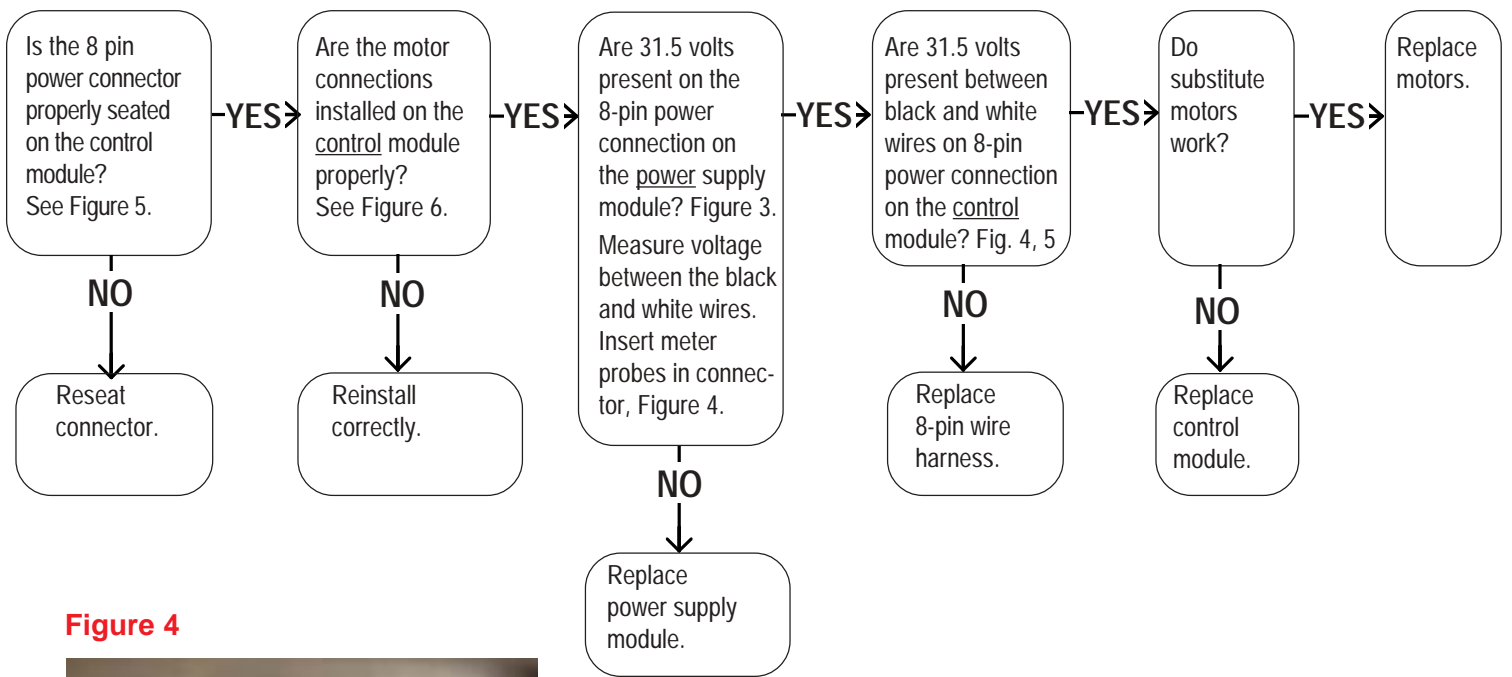 Is the 8 pin
power connector
properly seated
on the control
module?
See Figure 5.
YES
Are the motor
connections
installed on the
control module
properly?
See Figure 6.
YES
Are 31.5 volts
present on the
8-pin power
connection on
the power supply
module? Figure 3.
Measure voltage
between the black
and white wires.
Insert meter
probes in connec-
tor, Figure 4.
YES
Are 31.5 volts
present between
black and white
wires on 8-pin
power connection
on the control
module? Fig. 4, 5
YES
Do
substitute
motors
work?
YES
Replace
motors.
NO
Reseat
connector.
NO
Reinstall
correctly.
NO
Replace
power supply
module.
NO
Replace
8-pin wire
harness.
NO
Replace
control
module.
Figure 4